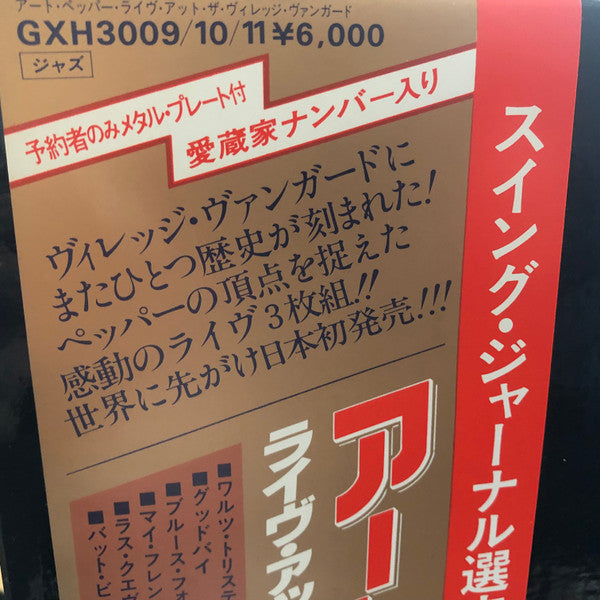 アート・ペッパー・ライヴ・アット・ザ・ヴィレッジ・ヴァンガード
GXH3009/10/11¥6,000
ジャズ
予約者のみメタル・プレート付
愛蔵家ナンバー入り
ヴィレッジ・ヴァンガードに
またひとつ歴史が刻まれた!
ペッパーの頂点を捉えた
感動のライヴ3枚組!!
世界に先がけ日本初発売!!!
スイング・ジャーナル選
アー
ライヴ・アッ
■ワルツ・トリステ
■グッドバイ
■ブルース・フォ
■マイ・フレン
■ラス・クエヴ
■バット・ビ